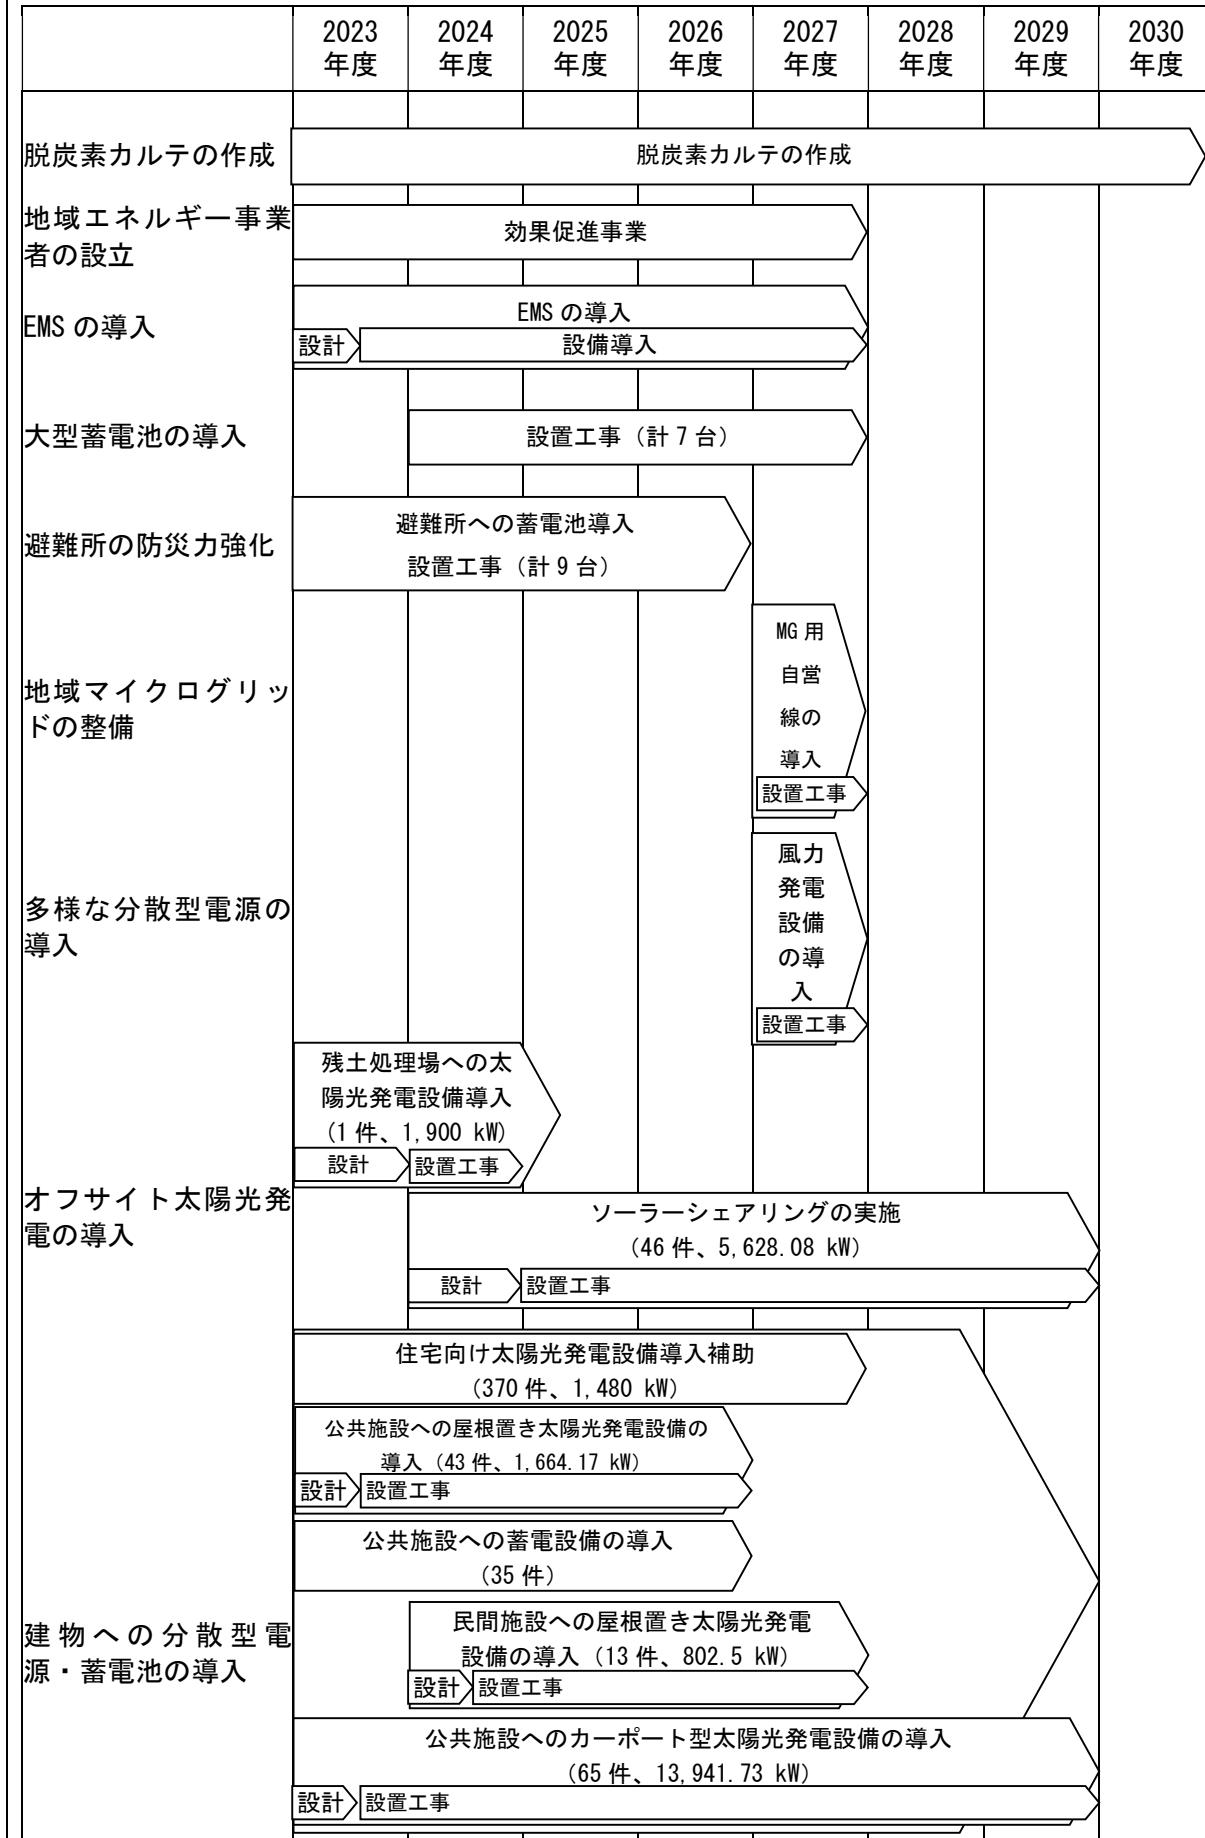 2023
年度
2024
年度
2025
年度
2026
年度
2027
年度
2028
年度
2029
年度
2030
年度
脱炭素カルテの作成
脱炭素カルテの作成
地域エネルギー事業
者の設立
効果促進事業
EMS の導入
EMS の導入
設計
設備導入
大型蓄電池の導入
設置工事（計 7 台）
避難所の防災力強化
避難所への蓄電池導入
設置工事（計 9 台）
地域マイクログリッ
ドの整備
MG 用
自営
線の
導入
設置工事
多様な分散型電源の
導入
風力
発電
設備
の導
入
設置工事
オフサイト太陽光発
電の導入
残土処理場への太
陽光発電設備導入
(1 件、1,900 kW)
設計
設置工事
ソーラーシェアリングの実施
(46 件、5,628.08 kW)
設計
設置工事
建物への分散型電
源・蓄電池の導入
住宅向け太陽光発電設備導入補助
(370 件、1,480 kW)
公共施設への屋根置き太陽光発電設備の
導入（43 件、1,664.17 kW)
設計
設置工事
公共施設への蓄電設備の導入
(35 件)
民間施設への屋根置き太陽光発電
設備の導入（13 件、802.5 kW)
設計
設置工事
公共施設へのカーポート型太陽光発電設備の導入
(65 件、13,941.73 kW)
設計
設置工事